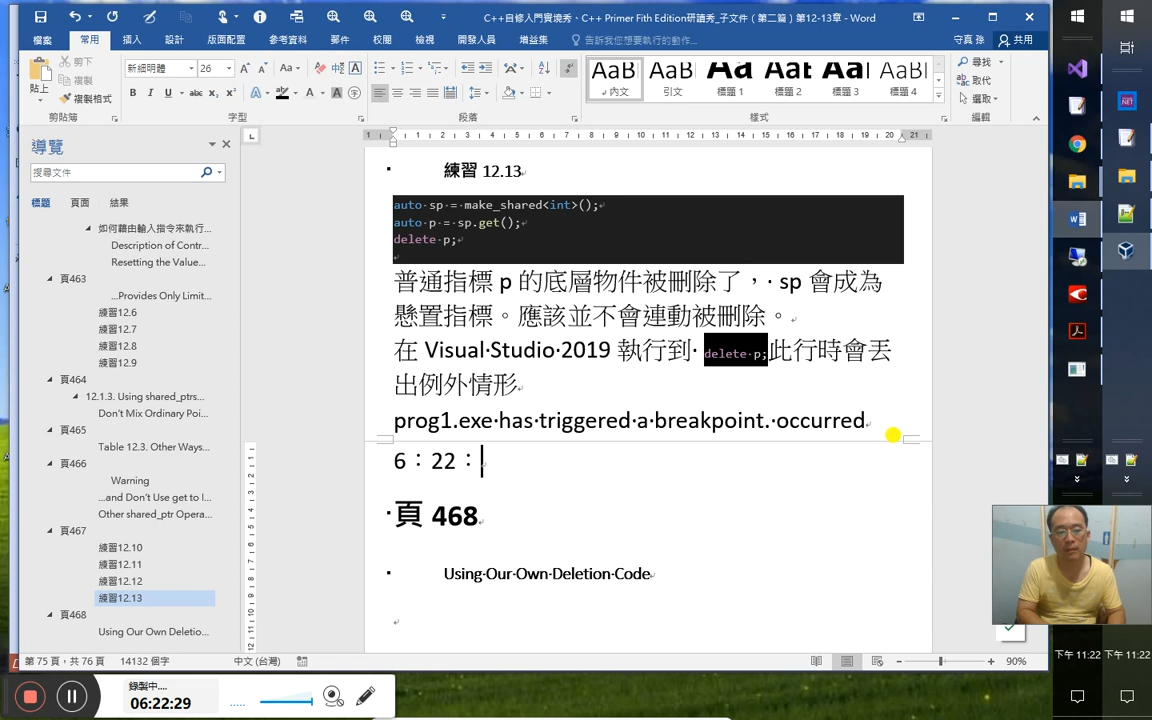 C++自修入門實境秀、C++ Primer Fith Edition研讀秀_子文件（第二篇）第12-13章 - Word
檔案 常用 插入 設計 版面配置 參考資料 郵件 校閱 檢視 開發人員 增益集 告訴我您想要執行的動作... 守真 孫 共用
貼上 剪下 複製 複製格式
新細明體 26
AaB 內文 AaB 引文 Aa 標題 1 Aat 標題 2 Aal 標題 3 AaBl 標題 4
尋找 取代 選取
剪貼簿 字型 段落 樣式 編輯
導覽
搜尋文件
標題 頁面 結果
如何藉由輸入指令來執行...
Description of Contr...
Resetting the Value...
頁463
...Provides Only Limit...
練習12.6
練習12.7
練習12.8
練習12.9
頁464
12.1.3. Using shared_ptrs...
Don't Mix Ordinary Poi...
頁465
Table 12.3. Other Ways...
頁466
Warning
...and Don't Use get to I...
Other shared_ptr Opera...
頁467
練習12.10
練習12.11
練習12.12
練習12.13
頁468
Using Our Own Deletio...
練習 12.13
auto sp = make_shared<int>();
auto p = sp.get();
delete p;
普通指標 p 的底層物件被刪除了， sp 會成為
懸置指標。應該並不會連動被刪除。
在 Visual Studio 2019 執行到 delete p;此行時會丟
出例外情形
prog1.exe has triggered a breakpoint. occurred
6：22：
頁 468
Using Our Own Deletion Code
第 75 頁，共 76 頁 14132 個字 中文 (台灣) 90%
錄製中....
06:22:29
下午 11:22 下午 11:22